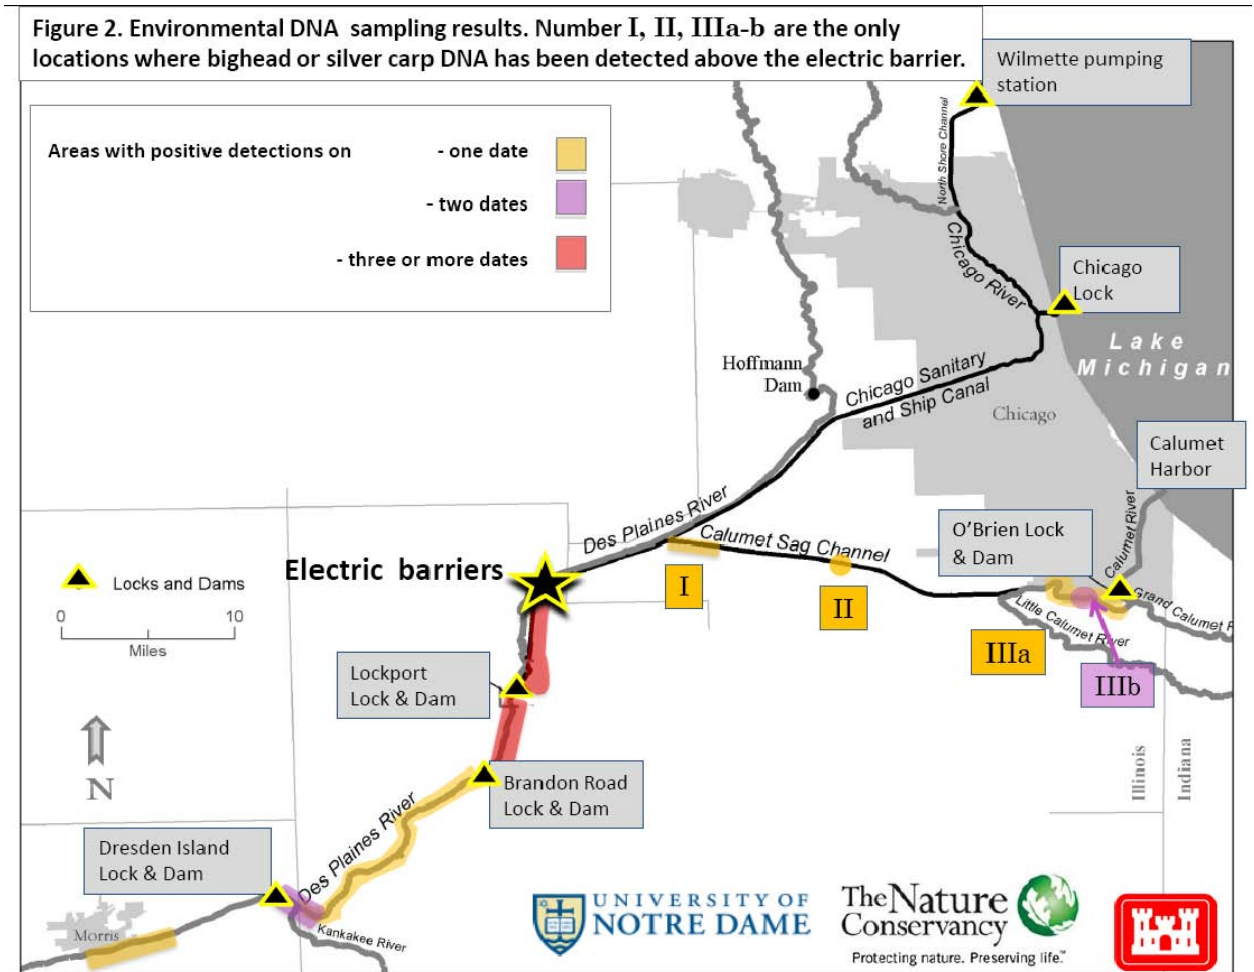 Figure 2. Environmental DNA sampling results. Number I, II, IIIa-b are the only
locations where bighead or silver carp DNA has been detected above the electric barrier.
Wilmette pumping
station
Areas with positive detections on
- one date
- two dates
- three or more dates
North Shore Channel
Chicago River
Chicago
Lock
Lake
Michigan
Hoffmann
Dam
Chicago Sanitary
and Ship Canal
Chicago
Calumet
Harbor
Des Plaines River
Calumet Sag Channel
O'Brien Lock
& Dam
Calumet River
Electric barriers
Locks and Dams
0
10
Miles
I
II
Grand Calumet R
Little Calumet River
IIIa
IIIb
Lockport
Lock & Dam
N
Brandon Road
Lock & Dam
Illinois
Indiana
Dresden Island
Lock & Dam
Des Plaines River
Morris
Kankakee River
UNIVERSITY OF
NOTRE DAME
The Nature
Conservancy
Protecting nature. Preserving life.™